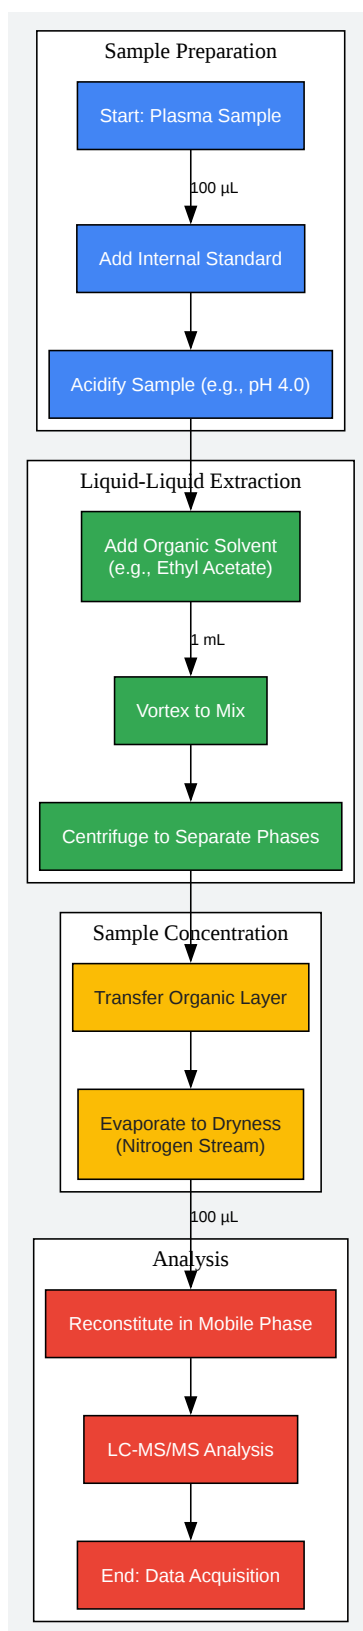 Sample Preparation
Start: Plasma Sample
100 µL
Add Internal Standard
Acidify Sample (e.g., pH 4.0)
Liquid-Liquid Extraction
Add Organic Solvent
(e.g., Ethyl Acetate)
1 mL
Vortex to Mix
Centrifuge to Separate Phases
Sample Concentration
Transfer Organic Layer
Evaporate to Dryness
(Nitrogen Stream)
100 µL
Analysis
Reconstitute in Mobile Phase
LC-MS/MS Analysis
End: Data Acquisition